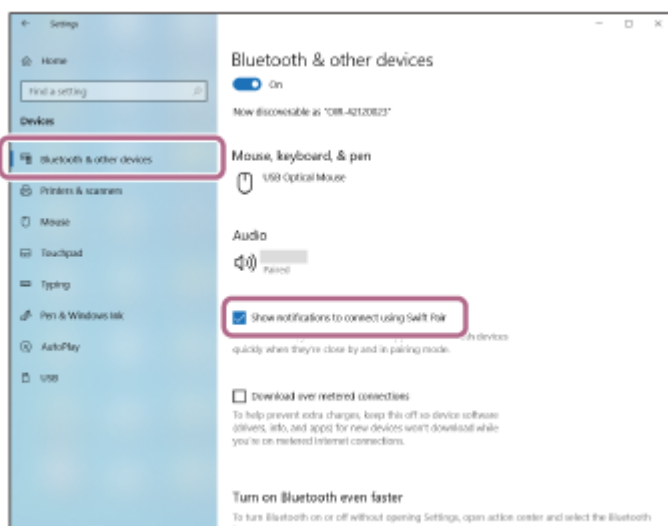 Settings
Home
Find a setting
Devices
Bluetooth & other devices
Printers & scanners
Mouse
Touchpad
Typing
Pen & Windows Ink
AutoPlay
USB
Bluetooth & other devices
On
Now discoverable as
Mouse, keyboard, & pen
USB Optical Mouse
Audio
Paired
Show notifications to connect using Swift Pair
devices
quickly when they're close by and in pairing mode.
Download over metered connections
To help prevent extra charges, keep this off so device software
(drivers, info, and apps) for new devices won't download while
you're on metered Internet connections.
Turn on Bluetooth even faster
To turn Bluetooth on or off without opening Settings, open action center and select the Bluetooth